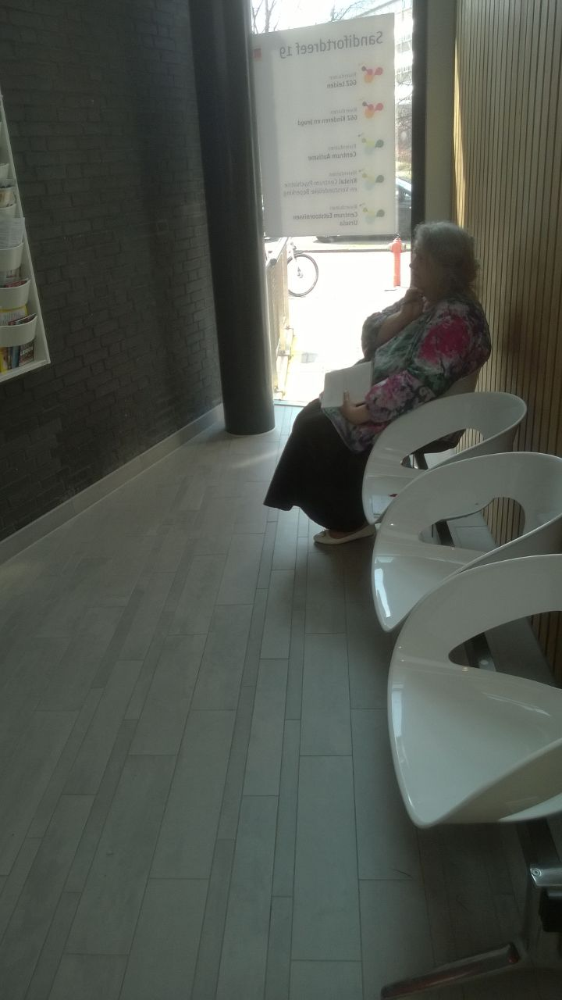 Sandifortdreef 19
Rivierduinen
GGZ Leiden
Rivierduinen
GGZ Kinderen en Jeugd
Rivierduinen
Centrum Autisme
Rivierduinen
Kristal Centrum Psychiatrie
en Verstandelijke Beperking
Rivierduinen
Centrum Eetstoornissen
Ursula